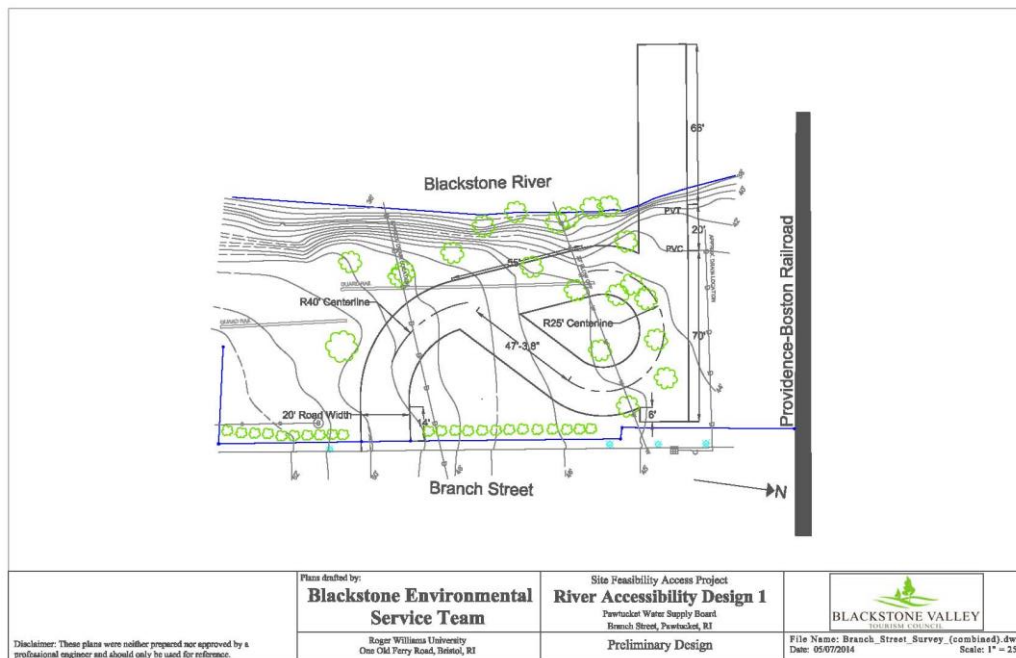 66'
Blackstone River
PVT
20'
PVC
55'
R40' Centerline
R25' Centerline
47'-3.8"
70'
Providence-Boston Railroad
20' Road Width
14'
6'
Branch Street
N
Disclaimer: These plans were neither prepared nor approved by a
professional engineer and should only be used for reference.
Plans drafted by:
Blackstone Environmental
Service Team
Roger Williams University
One Old Ferry Road, Bristol, RI
Site Feasibility Access Project
River Accessibility Design 1
Pawtucket Water Supply Board
Branch Street, Pawtucket, RI
Preliminary Design
BLACKSTONE VALLEY
TOURISM COUNCIL
File Name: Branch_Street_Survey_(combined).dw
Date: 05/07/2014 Scale: 1" = 25